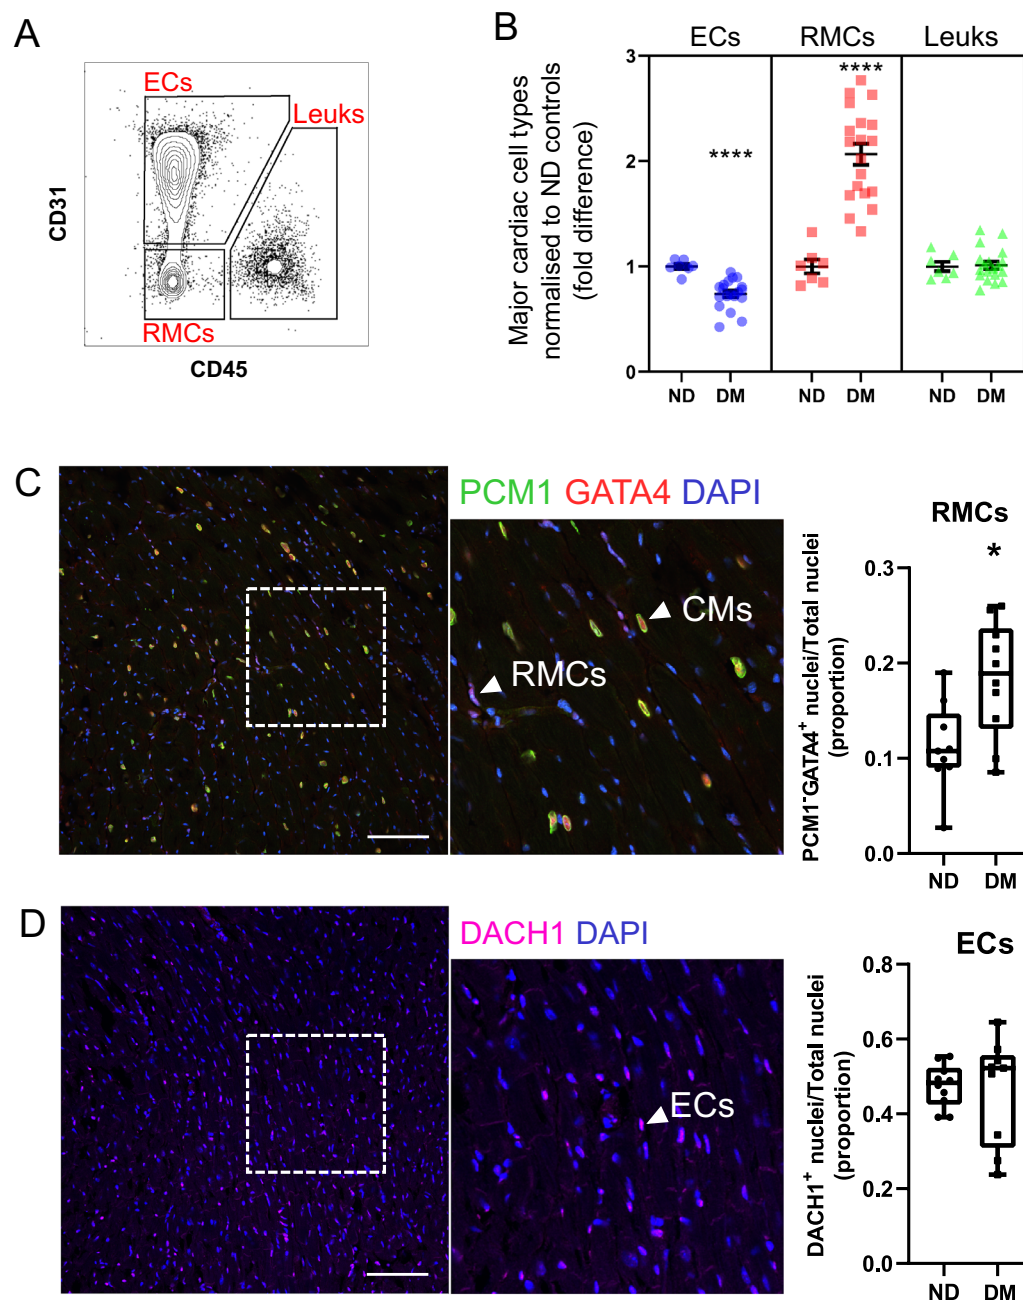 A
ECs
Leuks
RMCs
CD31
CD45
B
ECs RMCs Leuks
Major cardiac cell types
normalised to ND controls
(fold difference)
3
2
1
0
****
****
ND DM ND DM ND DM
C
PCM1 GATA4 DAPI
CMs
RMCs
RMCs
*
PCM1⁻GATA4⁺ nuclei/Total nuclei
(proportion)
0.3
0.2
0.1
0.0
ND DM
D
DACH1 DAPI
ECs
ECs
DACH1⁺ nuclei/Total nuclei
(proportion)
0.8
0.6
0.4
0.2
0.0
ND DM